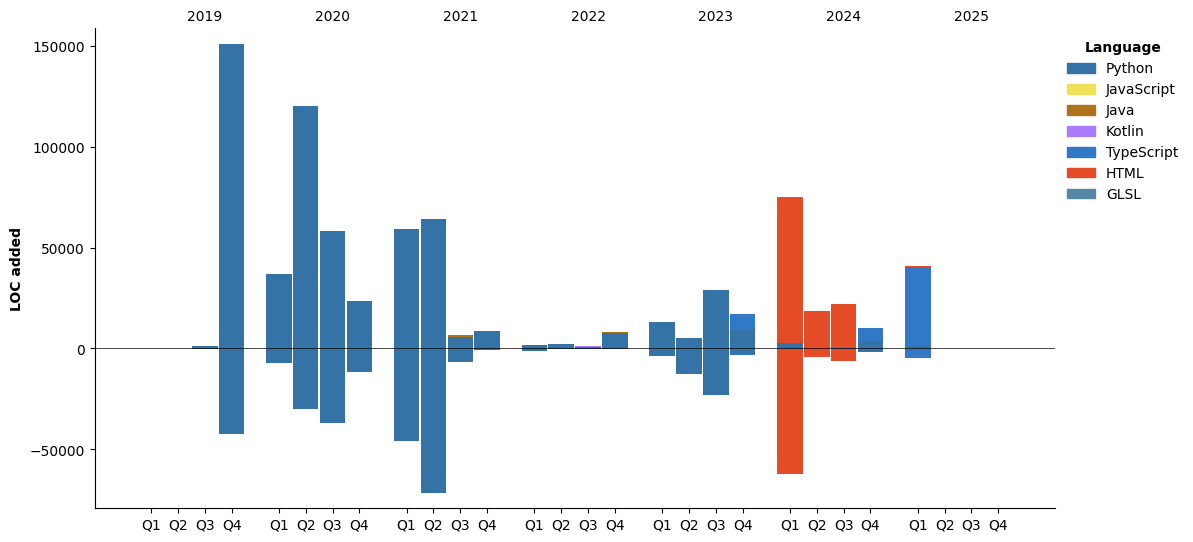 2019 2020 2021 2022 2023 2024 2025
LOC added
150000
100000
50000
0
−50000
Q1 Q2 Q3 Q4 Q1 Q2 Q3 Q4 Q1 Q2 Q3 Q4 Q1 Q2 Q3 Q4 Q1 Q2 Q3 Q4 Q1 Q2 Q3 Q4 Q1 Q2 Q3 Q4
Language
Python
JavaScript
Java
Kotlin
TypeScript
HTML
GLSL